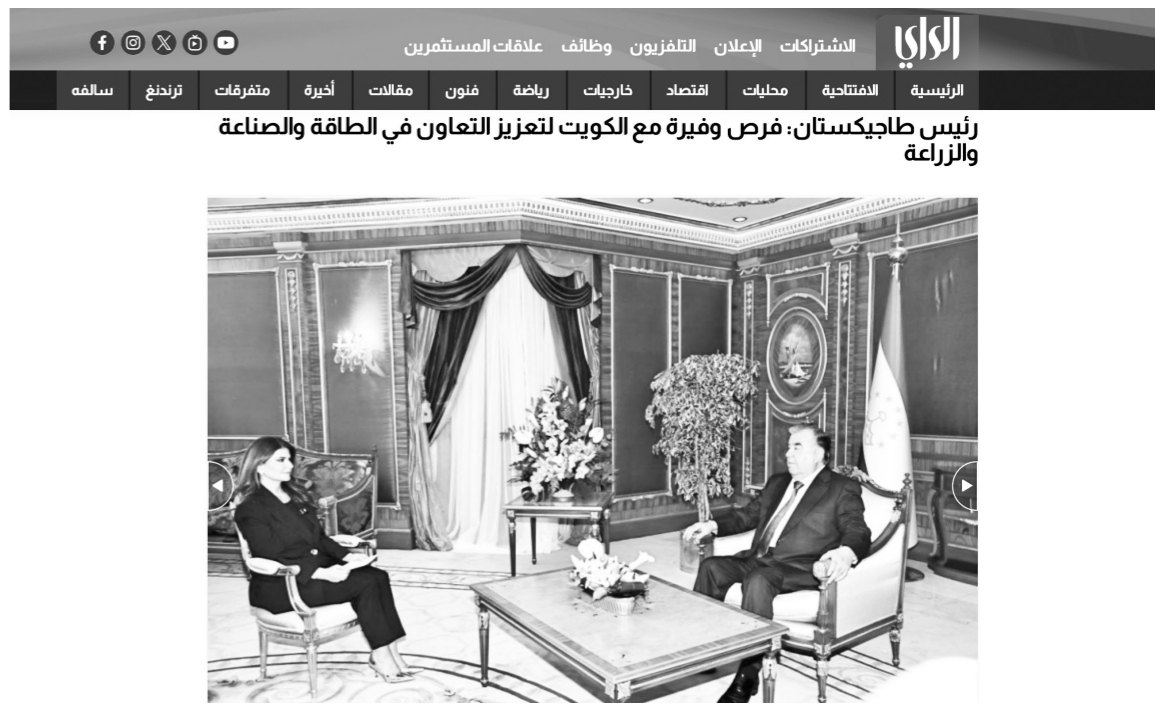 الراي
الاشتراكات الإعلان التلفزيون وظائف علاقات المستثمرين
الرئيسية الافتتاحية محليات اقتصاد خارجيات رياضة فنون مقالات أخيرة متفرقات ترندنغ سالفه
رئيس طاجيكستان: فرص وفيرة مع الكويت لتعزيز التعاون في الطاقة والصناعة
والزراعة